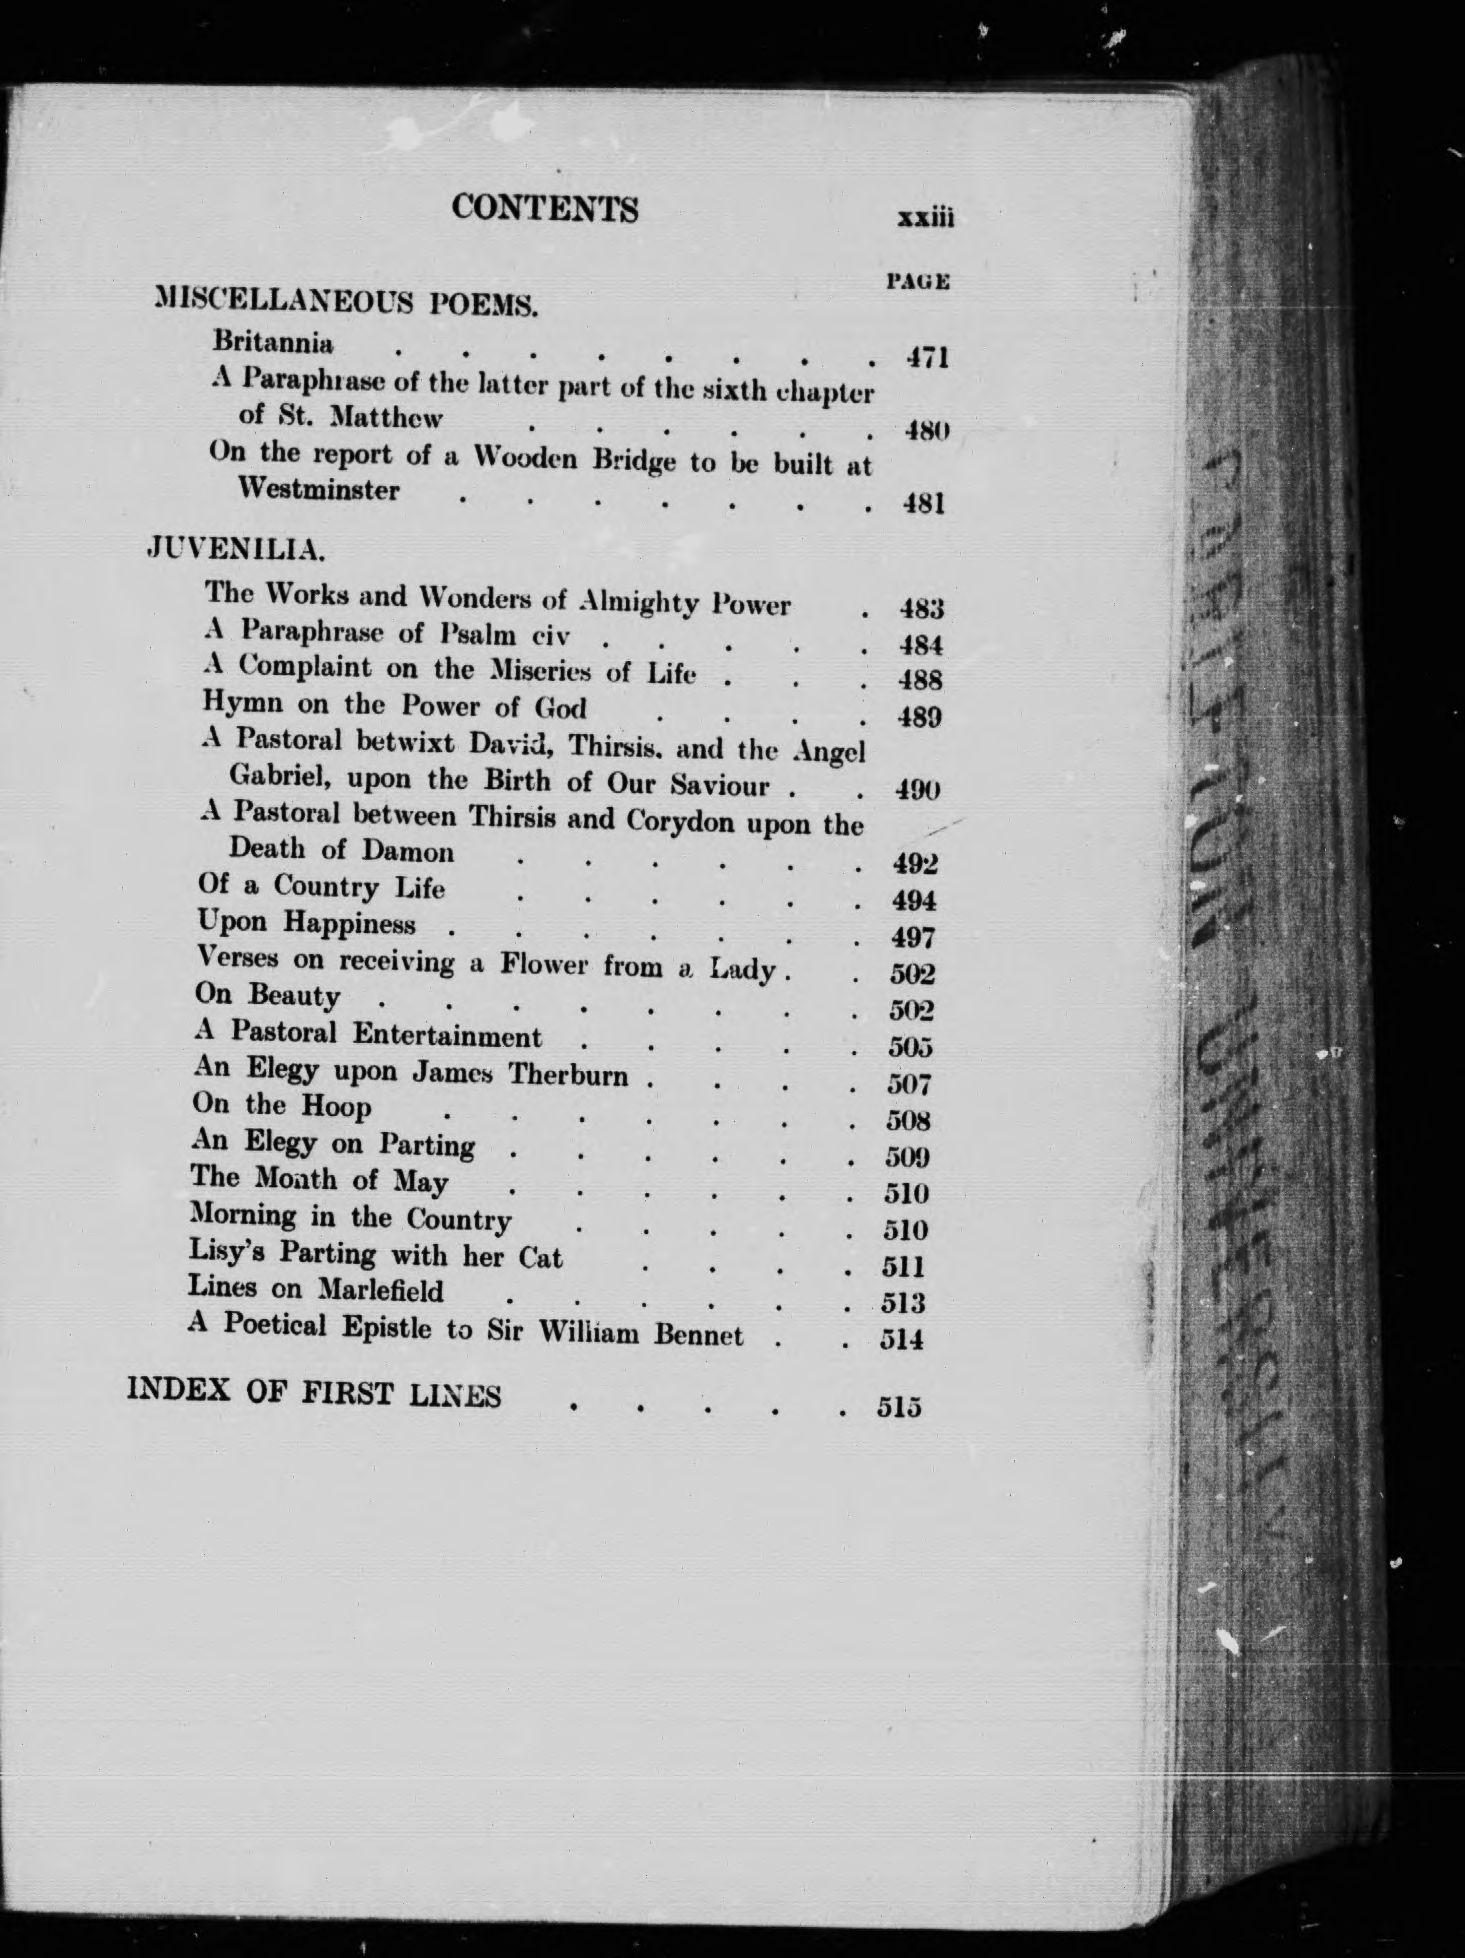 CONTENTS xxiii
PAGE
MISCELLANEOUS POEMS.
Britannia . . . . . . . . 471
A Paraphrase of the latter part of the sixth chapter
of St. Matthew . . . . . . 480
On the report of a Wooden Bridge to be built at
Westminster . . . . . . . 481
JUVENILIA.
The Works and Wonders of Almighty Power . 483
A Paraphrase of Psalm civ . . . . . 484
A Complaint on the Miseries of Life . . . 488
Hymn on the Power of God . . . . 489
A Pastoral betwixt David, Thirsis, and the Angel
Gabriel, upon the Birth of Our Saviour . . 490
A Pastoral between Thirsis and Corydon upon the
Death of Damon . . . . . . 492
Of a Country Life . . . . . . 494
Upon Happiness . . . . . . . 497
Verses on receiving a Flower from a Lady . . 502
On Beauty . . . . . . . . 502
A Pastoral Entertainment . . . . . 505
An Elegy upon James Therburn . . . . 507
On the Hoop . . . . . . . 508
An Elegy on Parting . . . . . . 509
The Month of May . . . . . . 510
Morning in the Country . . . . . 510
Lisy's Parting with her Cat . . . . 511
Lines on Marlefield . . . . . . 513
A Poetical Epistle to Sir William Bennet . . 514
INDEX OF FIRST LINES . . . . . 515
CARLETON UNIVERSITY